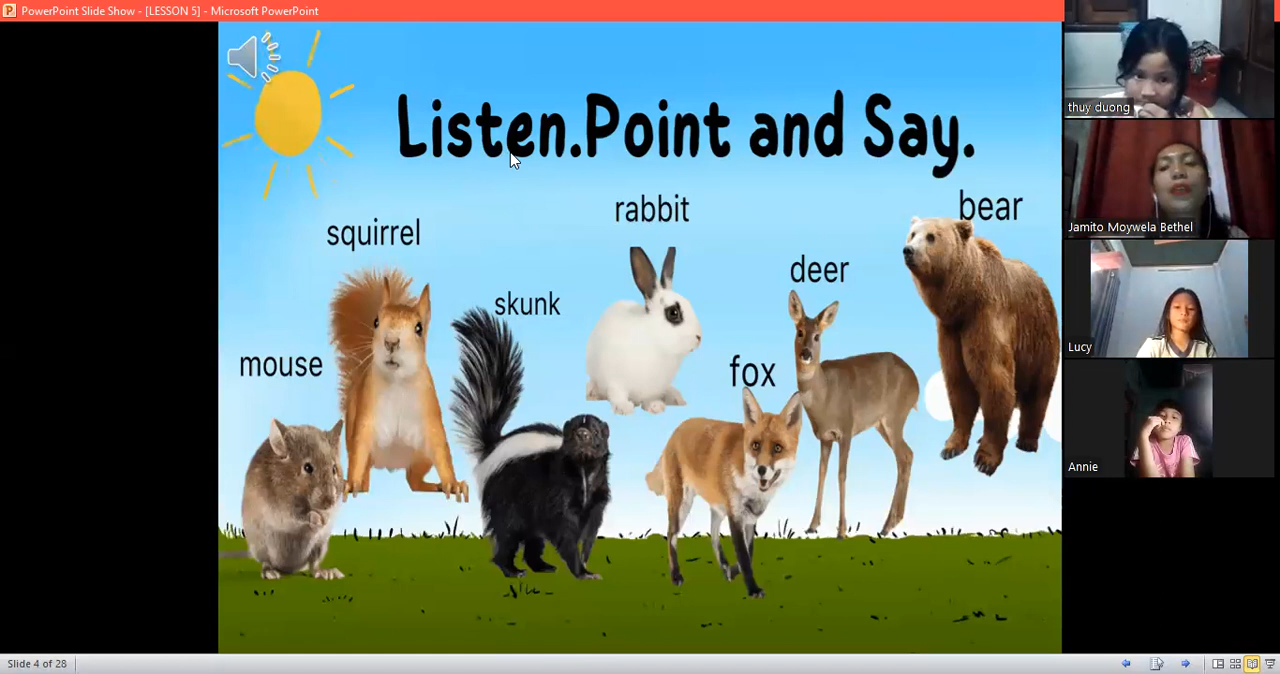 PowerPoint Slide Show - [LESSON 5] - Microsoft PowerPoint
Listen.Point and Say.
squirrel
rabbit
bear
skunk
deer
mouse
fox
thuy duong
Jamito Moywela Bethel
Lucy
Annie
Slide 4 of 28